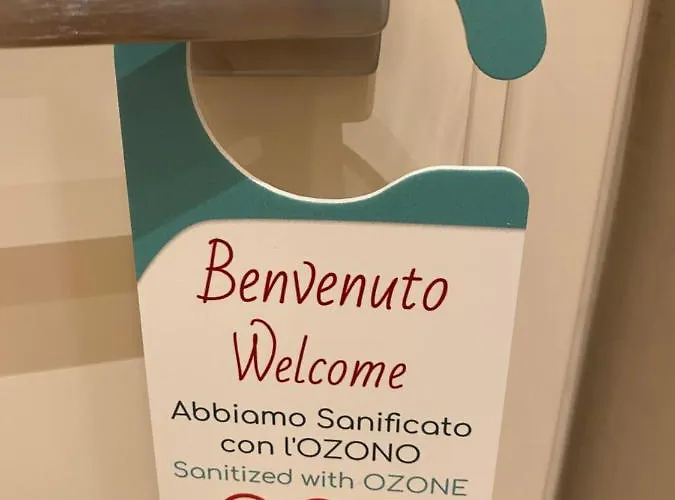 Benvenuto
Welcome
Abbiamo Sanificato
con l'OZONO
Sanitized with OZONE